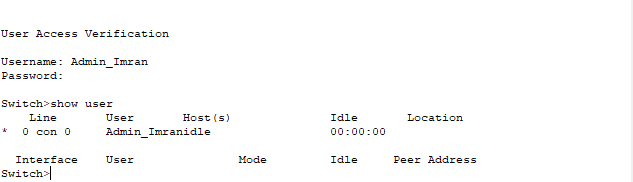 User Access Verification
Username: Admin_Imran
Password:
Switch>show user
Line User Host(s) Idle Location
* 0 con 0 Admin_Imranidle 00:00:00
Interface User Mode Idle Peer Address
Switch>